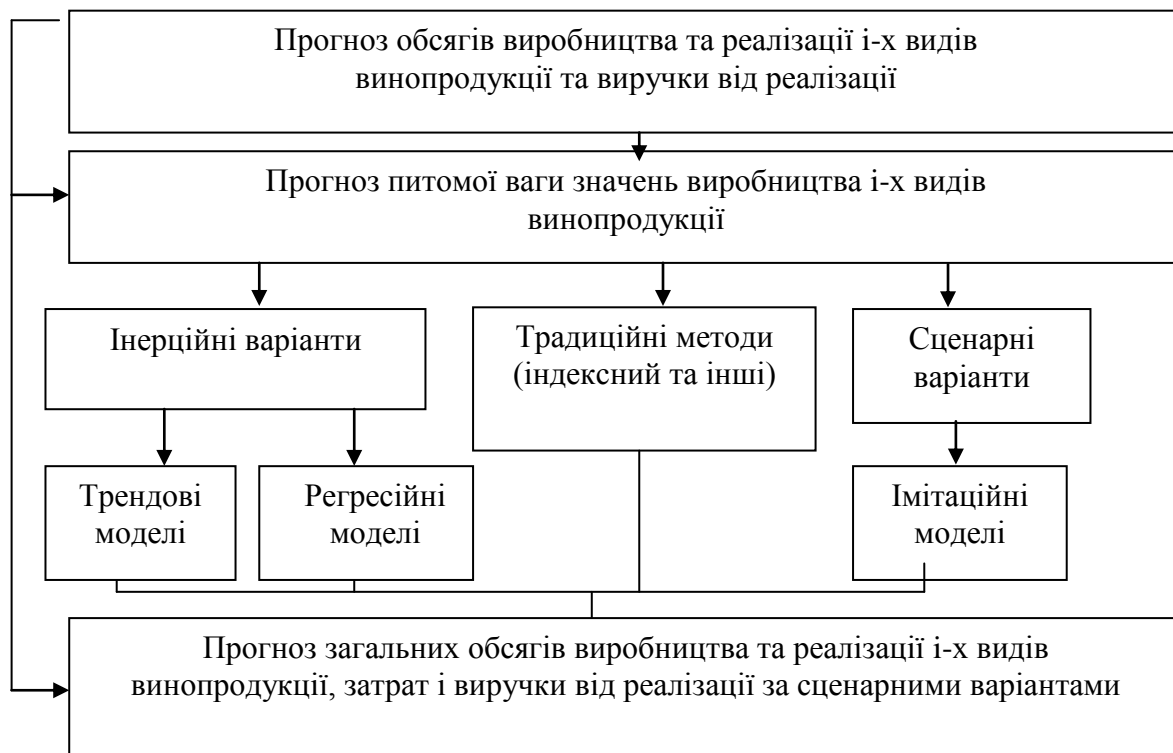 Прогноз обсягів виробництва та реалізації і-х видів
винопродукції та виручки від реалізації
Прогноз питомої ваги значень виробництва і-х видів
винопродукції
Інерційні варіанти
Традиційні методи
(індексний та інші)
Сценарні
варіанти
Трендові
моделі
Регресійні
моделі
Імітаційні
моделі
Прогноз загальних обсягів виробництва та реалізації і-х видів
винопродукції, затрат і виручки від реалізації за сценарними варіантами